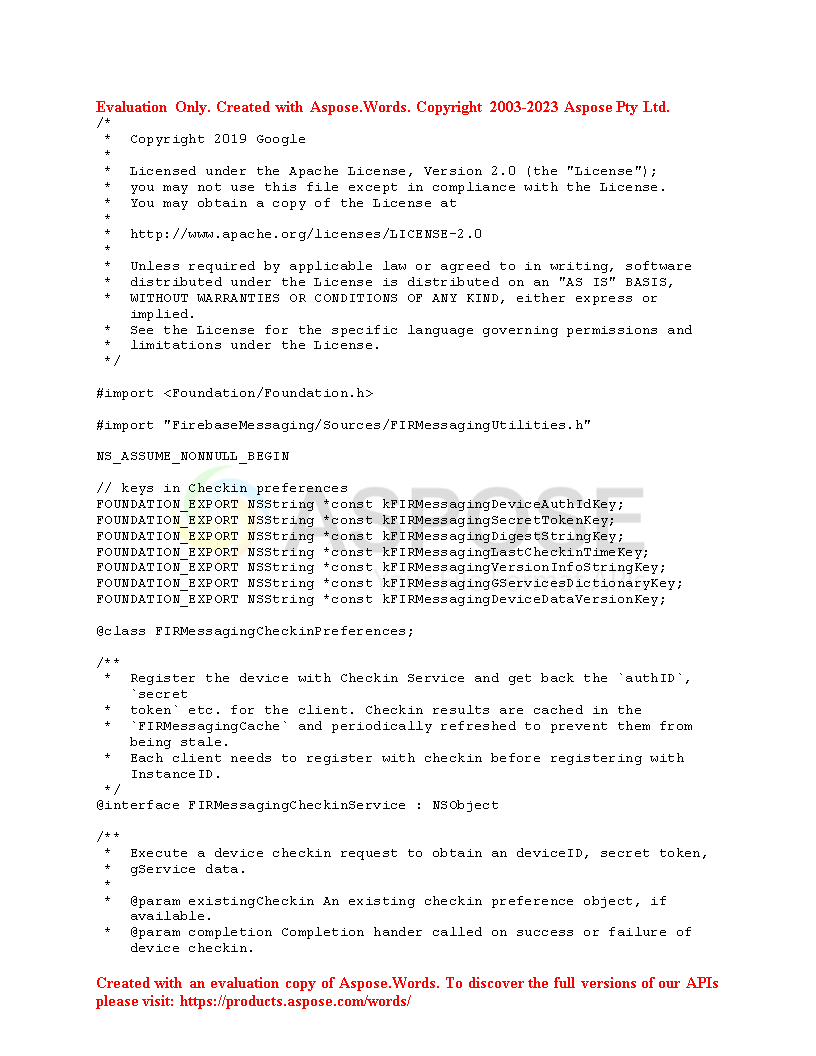 Evaluation Only. Created with Aspose.Words. Copyright 2003-2023 Aspose Pty Ltd.
/*
 *  Copyright 2019 Google
 *
 *  Licensed under the Apache License, Version 2.0 (the "License");
 *  you may not use this file except in compliance with the License.
 *  You may obtain a copy of the License at
 *
 *  http://www.apache.org/licenses/LICENSE-2.0
 *
 *  Unless required by applicable law or agreed to in writing, software
 *  distributed under the License is distributed on an "AS IS" BASIS,
 *  WITHOUT WARRANTIES OR CONDITIONS OF ANY KIND, either express or
    implied.
 *  See the License for the specific language governing permissions and
 *  limitations under the License.
 */
#import <Foundation/Foundation.h>
#import "FirebaseMessaging/Sources/FIRMessagingUtilities.h"
NS_ASSUME_NONNULL_BEGIN
// keys in Checkin preferences
FOUNDATION_EXPORT NSString *const kFIRMessagingDeviceAuthIdKey;
FOUNDATION_EXPORT NSString *const kFIRMessagingSecretTokenKey;
FOUNDATION_EXPORT NSString *const kFIRMessagingDigestStringKey;
FOUNDATION_EXPORT NSString *const kFIRMessagingLastCheckinTimeKey;
FOUNDATION_EXPORT NSString *const kFIRMessagingVersionInfoStringKey;
FOUNDATION_EXPORT NSString *const kFIRMessagingGServicesDictionaryKey;
FOUNDATION_EXPORT NSString *const kFIRMessagingDeviceDataVersionKey;
ASPOSE
@class FIRMessagingCheckinPreferences;
/**
 *  Register the device with Checkin Service and get back the `authID`,
    `secret
 *  token` etc. for the client. Checkin results are cached in the
 *  `FIRMessagingCache` and periodically refreshed to prevent them from
    being stale.
 *  Each client needs to register with checkin before registering with
    InstanceID.
 */
@interface FIRMessagingCheckinService : NSObject
/**
 *  Execute a device checkin request to obtain an deviceID, secret token,
 *  gService data.
 *
 *  @param existingCheckin An existing checkin preference object, if
    available.
 *  @param completion Completion hander called on success or failure of
    device checkin.
Created with an evaluation copy of Aspose.Words. To discover the full versions of our APIs
please visit: https://products.aspose.com/words/